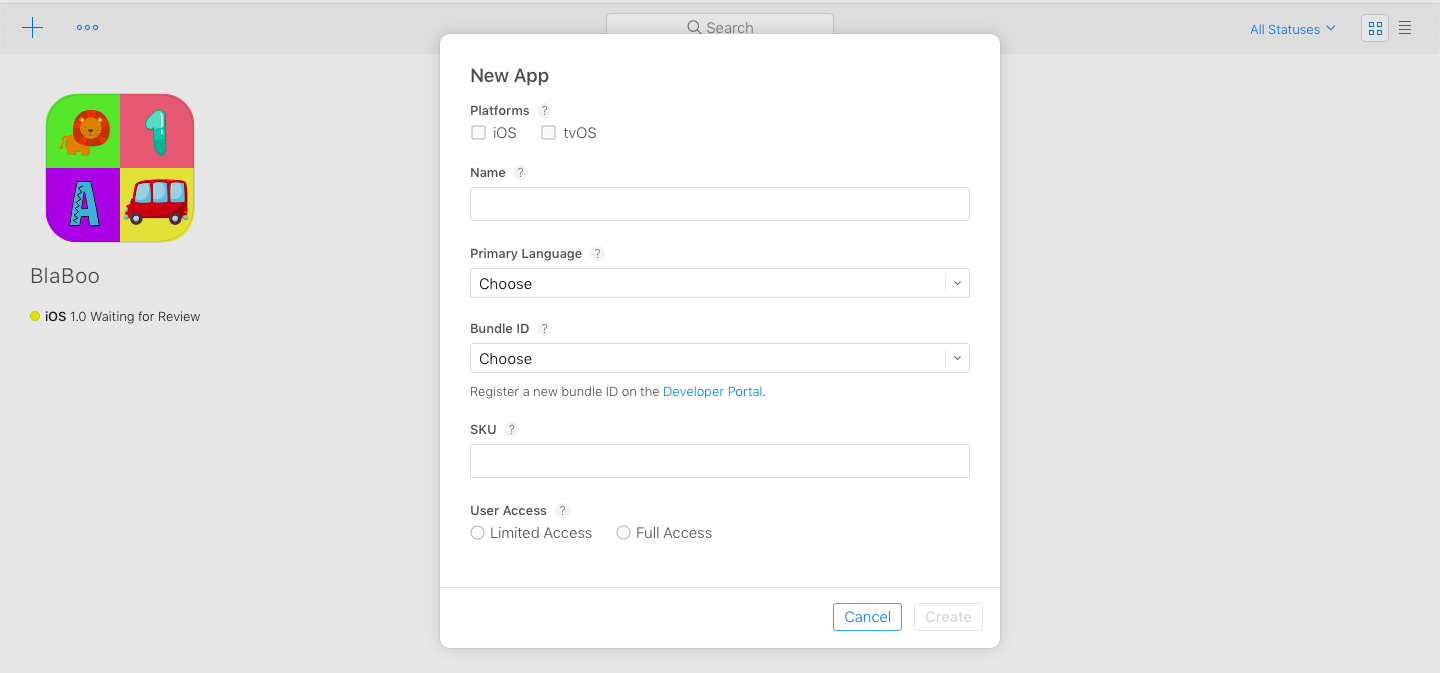 Search
All Statuses
New App
Platforms ?
iOS tvOS
Name ?
Primary Language ?
Choose
Bundle ID ?
Choose
Register a new bundle ID on the Developer Portal.
SKU ?
User Access ?
Limited Access Full Access
Cancel Create
1
A
BlaBoo
iOS 1.0 Waiting for Review